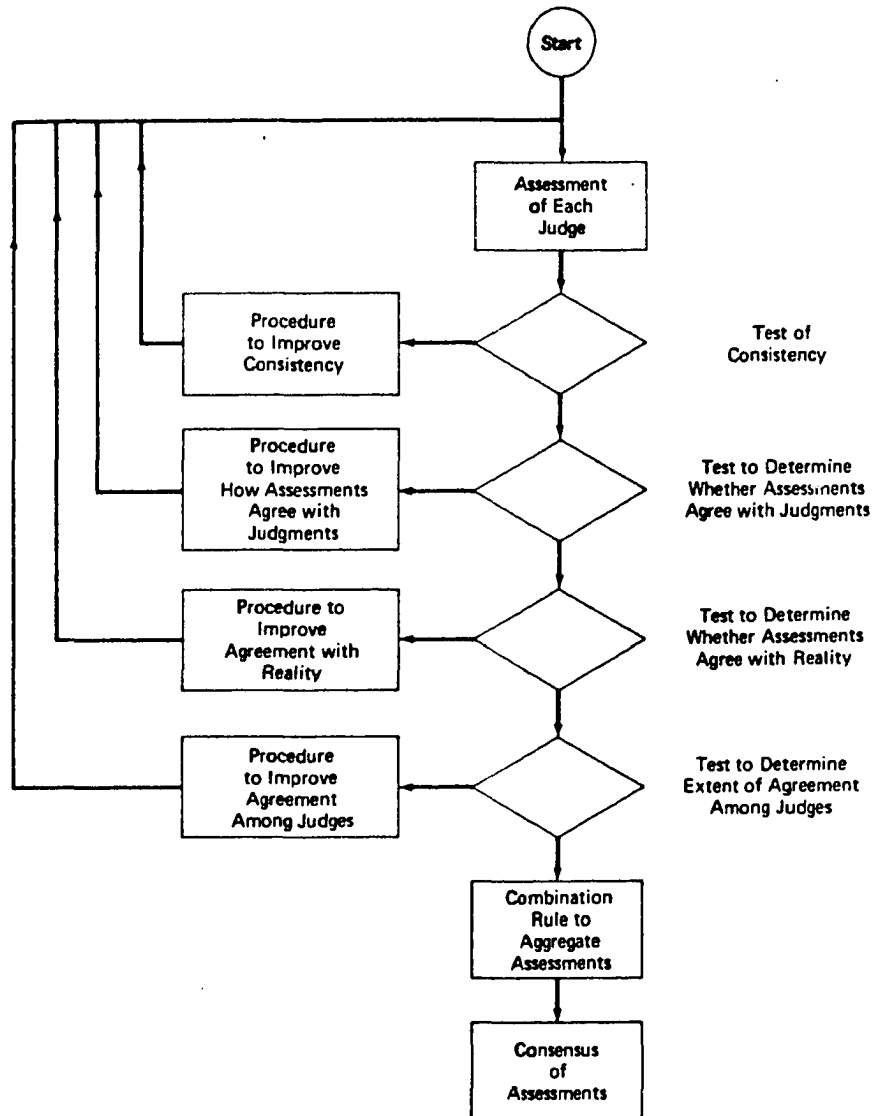 Start
Assessment
of Each
Judge
Procedure
to Improve
Consistency
Test of
Consistency
Procedure
to Improve
How Assessments
Agree with
Judgments
Test to Determine
Whether Assessments
Agree with Judgments
Procedure to
Improve
Agreement with
Reality
Test to Determine
Whether Assessments
Agree with Reality
Procedure
to Improve
Agreement
Among Judges
Test to Determine
Extent of Agreement
Among Judges
Combination
Rule to
Aggregate
Assessments
Consensus
of
Assessments